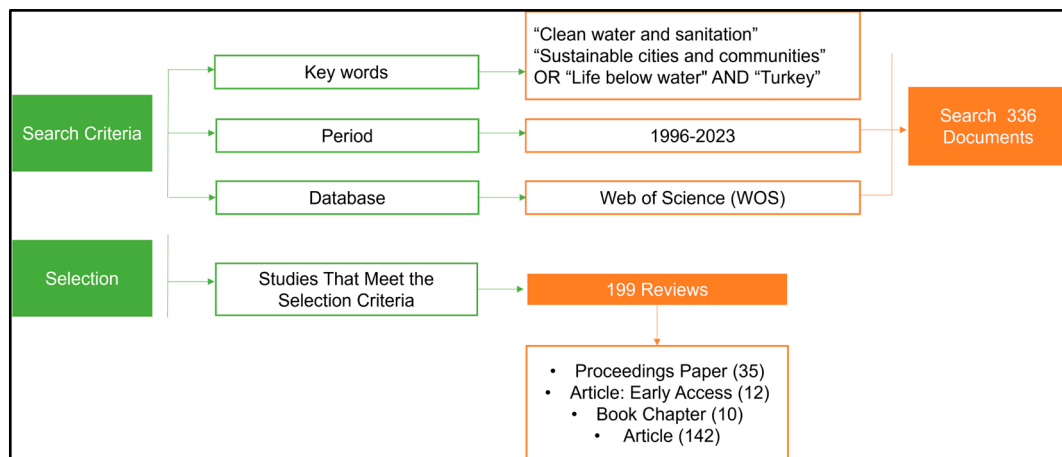 Search Criteria
Key words
“Clean water and sanitation”
“Sustainable cities and communities”
OR “Life below water" AND “Turkey”
Period
1996-2023
Database
Web of Science (WOS)
Search 336
Documents
Selection
Studies That Meet the
Selection Criteria
199 Reviews
• Proceedings Paper (35)
• Article: Early Access (12)
• Book Chapter (10)
• Article (142)